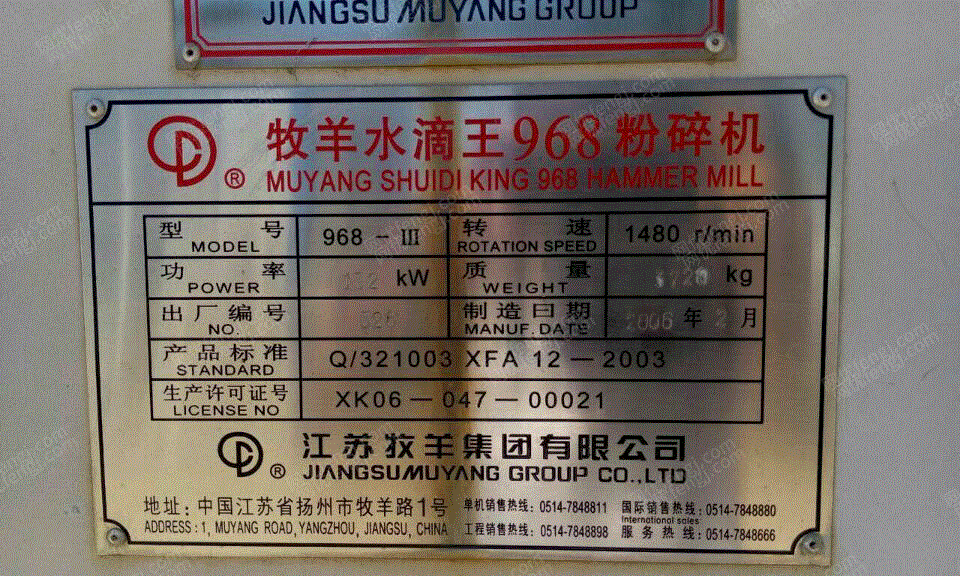 JIANGSU MUYANG GROUP
牧羊水滴王968粉碎机
® MUYANG SHUIDI KING 968 HAMMER MILL
型号 968-Ⅲ 转速 1480 r/min
MODEL ROTATION SPEED
功率 kW 质量 kg
POWER WEIGHT
出厂编号 制造日期 2006年2月
NO. MANUF.DATE
产品标准 Q/321003 XFA 12-2003
STANDARD
生产许可证号 XK06-047-00021
LICENSE NO
江苏牧羊集团有限公司
® JIANGSU MUYANG GROUP CO.,LTD
地址:中国江苏省扬州市牧羊路1号 单机销售热线:0514-7848811 国际销售热线:0514-7848880
International sales
ADDRESS:1, MUYANG ROAD,YANGZHOU, JIANGSU, CHINA 工程销售热线:0514-7848898 服务热线:0514-7848666